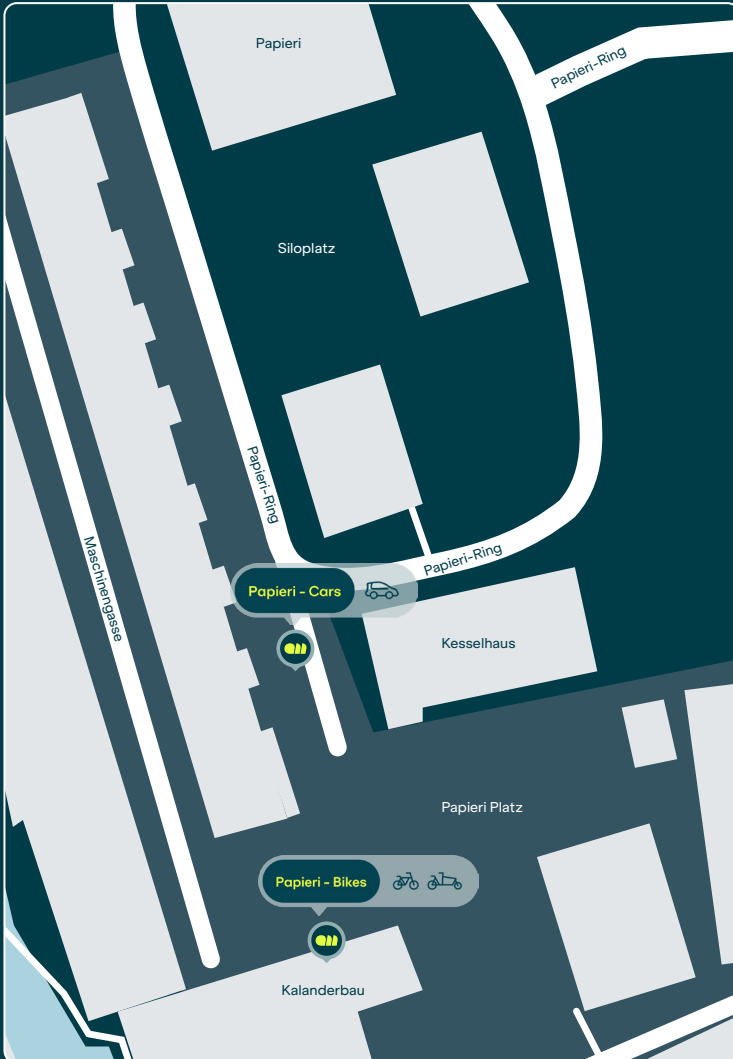 Papieri
Papieri-Ring
Siloplatz
Papieri-Ring
Maschinengasse
Papieri-Ring
Papieri - Cars
Kesselhaus
Papieri Platz
Papieri - Bikes
Kalanderbau